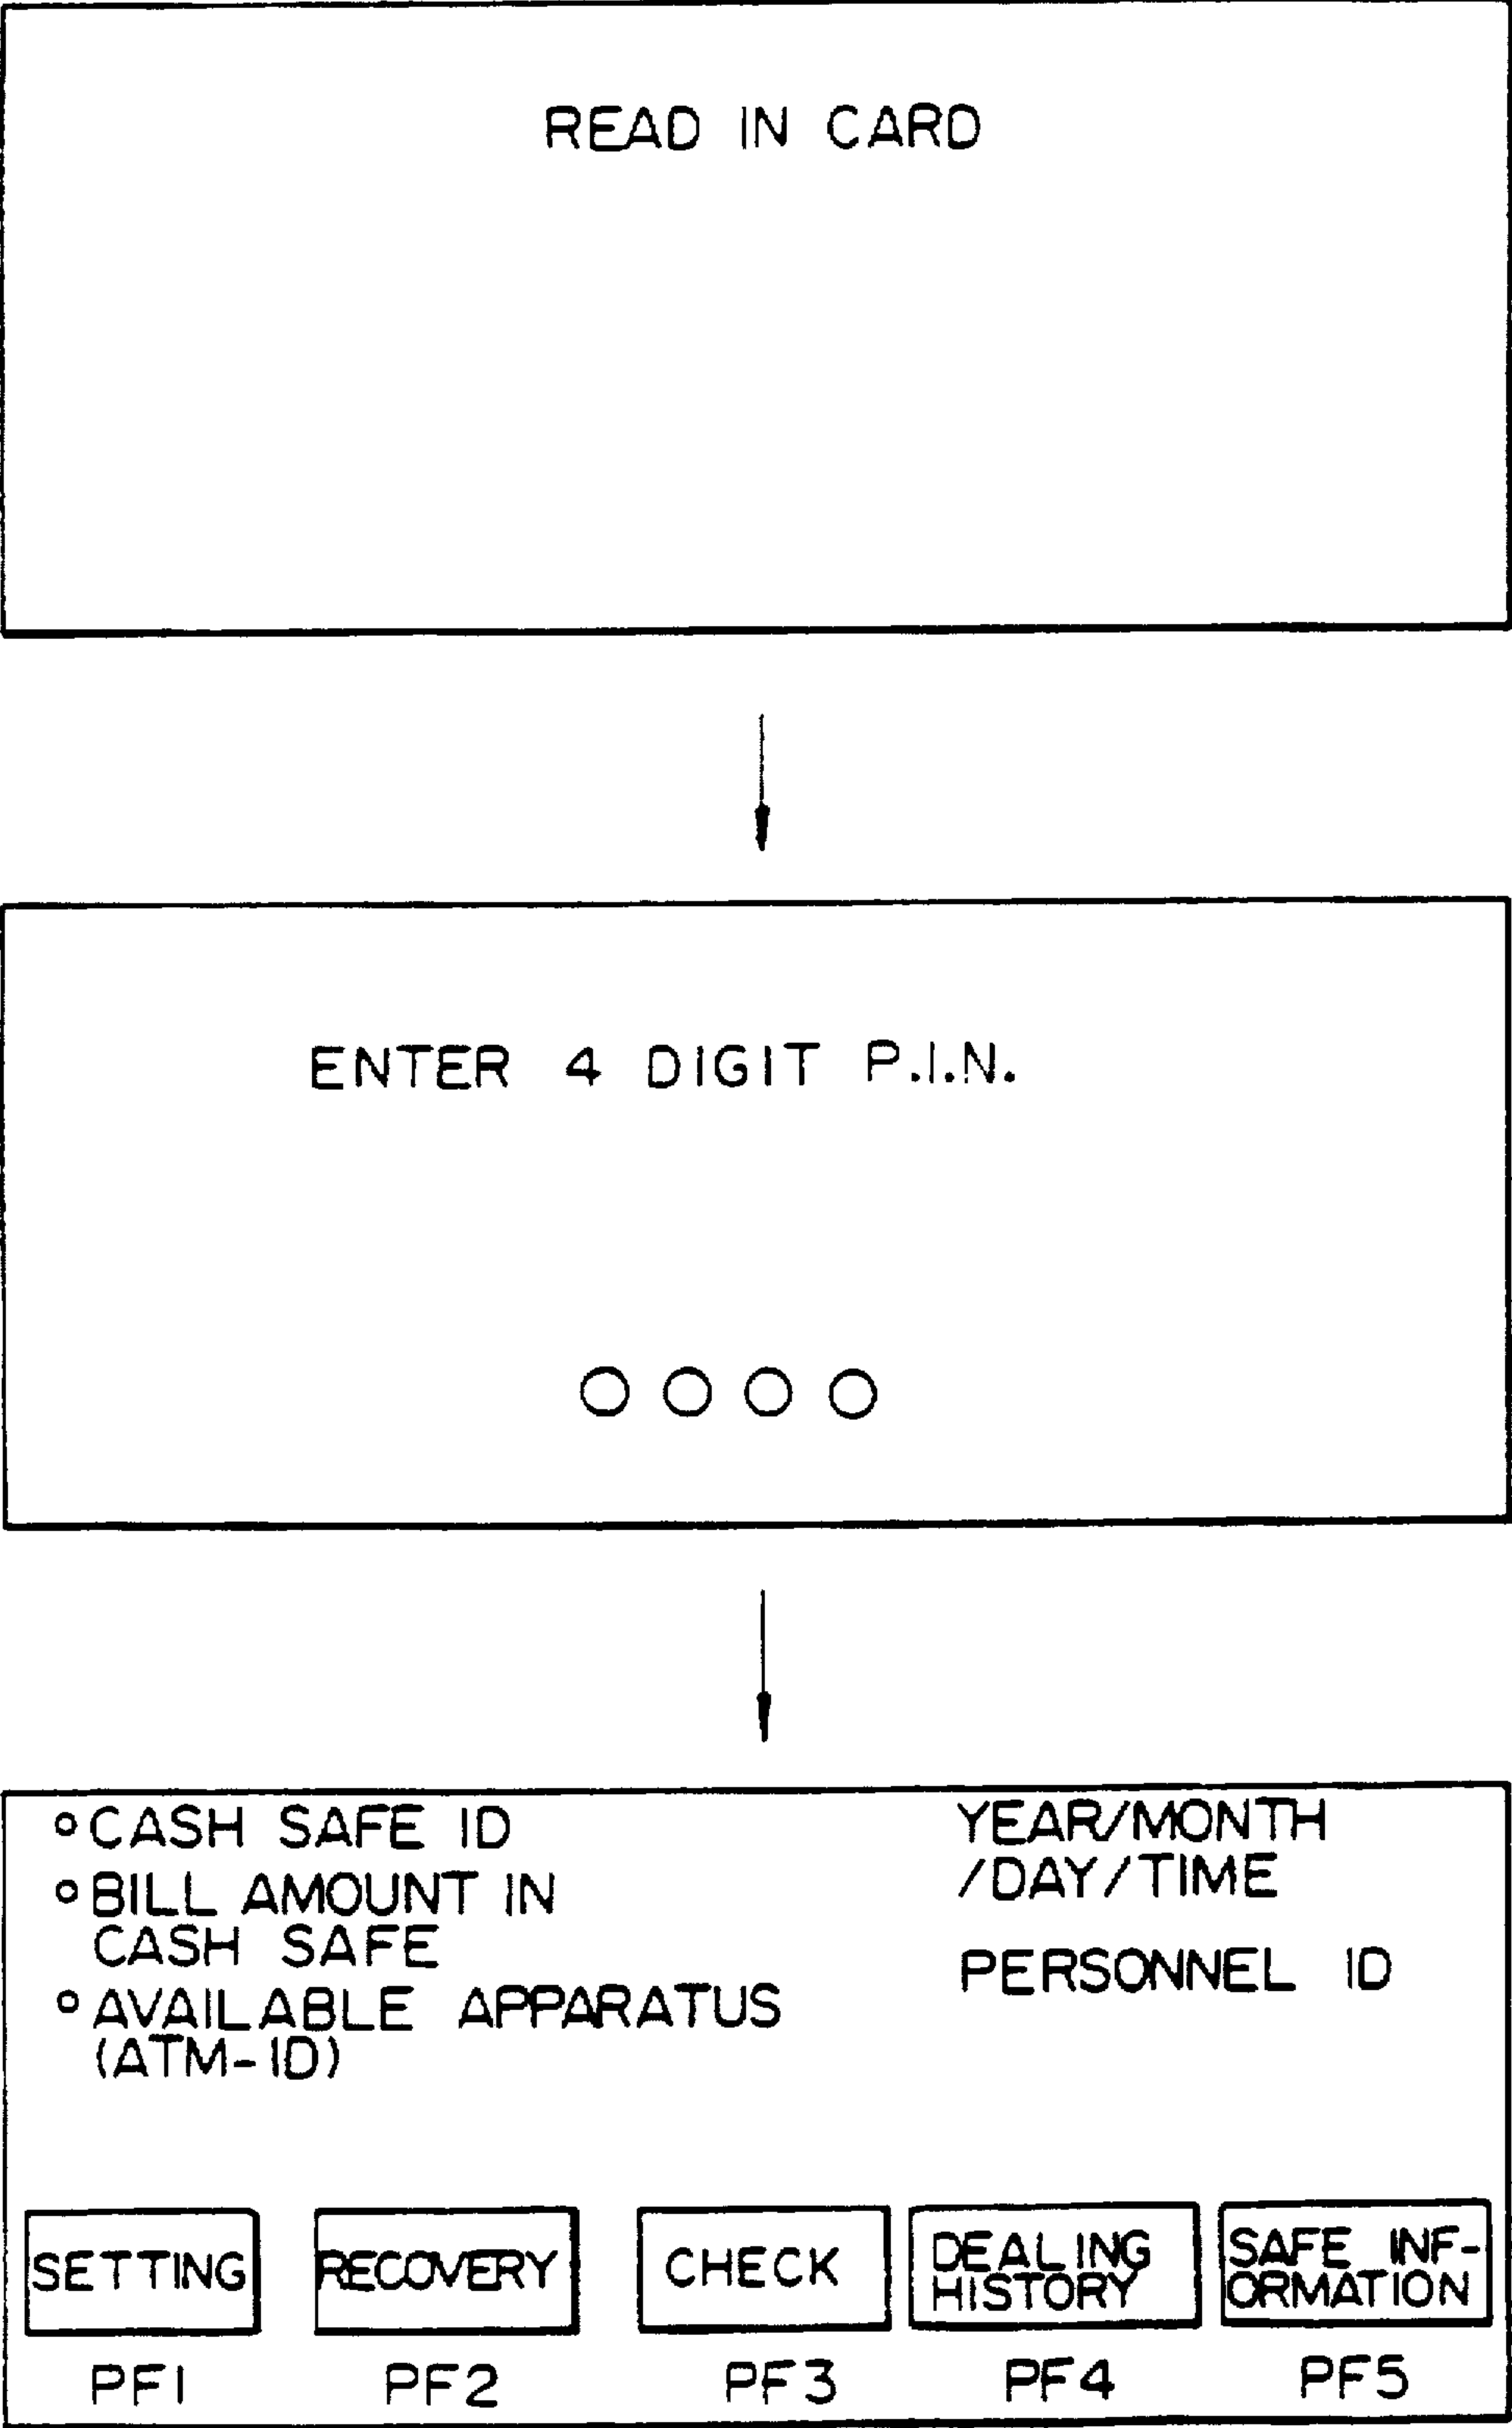 READ IN CARD
ENTER 4 DIGIT P.I.N.
○ ○ ○ ○
° CASH SAFE ID
° BILL AMOUNT IN
CASH SAFE
° AVAILABLE APPARATUS
(ATM-ID)
YEAR/MONTH
/DAY/TIME
PERSONNEL ID
SETTING
RECOVERY
CHECK
DEALING
HISTORY
SAFE INF-
ORMATION
PF1
PF2
PF3
PF4
PF5